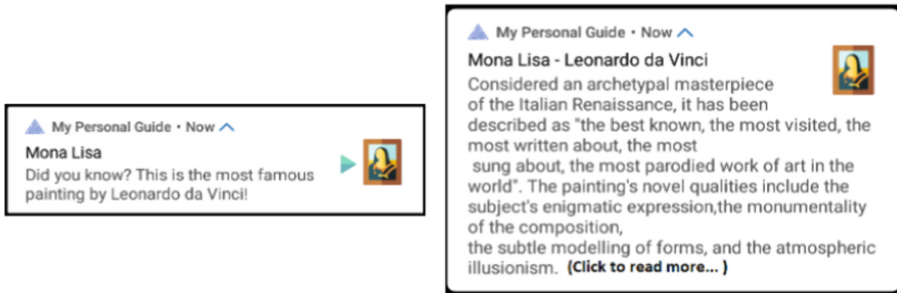 My Personal Guide • Now
Mona Lisa
Did you know? This is the most famous
painting by Leonardo da Vinci!
My Personal Guide • Now
Mona Lisa - Leonardo da Vinci
Considered an archetypal masterpiece
of the Italian Renaissance, it has been
described as "the best known, the most visited, the
most written about, the most
sung about, the most parodied work of art in the
world". The painting's novel qualities include the
subject's enigmatic expression,the monumentality
of the composition,
the subtle modelling of forms, and the atmospheric
illusionism. (Click to read more... )